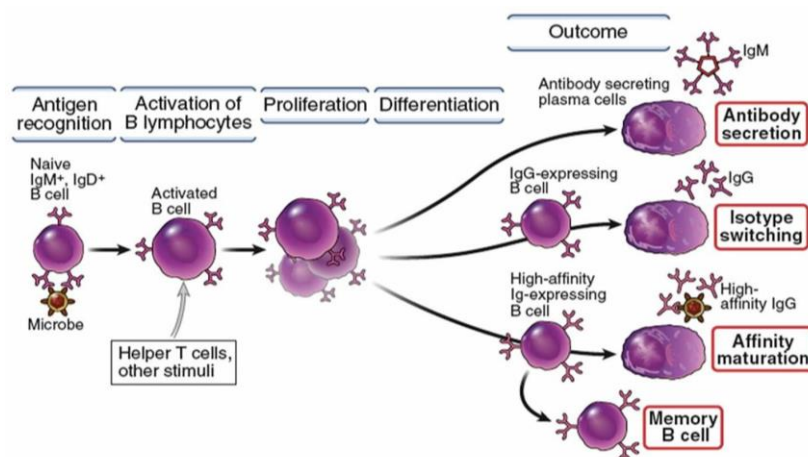 Outcome
Antigen
recognition
Activation of
B lymphocytes
Proliferation
Differentiation
IgM
Antibody secreting
plasma cells
Antibody
secretion
Naive
IgM+, IgD+
B cell
Activated
B cell
IgG-expressing
B cell
IgG
Isotype
switching
Microbe
High-affinity
Ig-expressing
B cell
High-
affinity IgG
Helper T cells,
other stimuli
Affinity
maturation
Memory
B cell